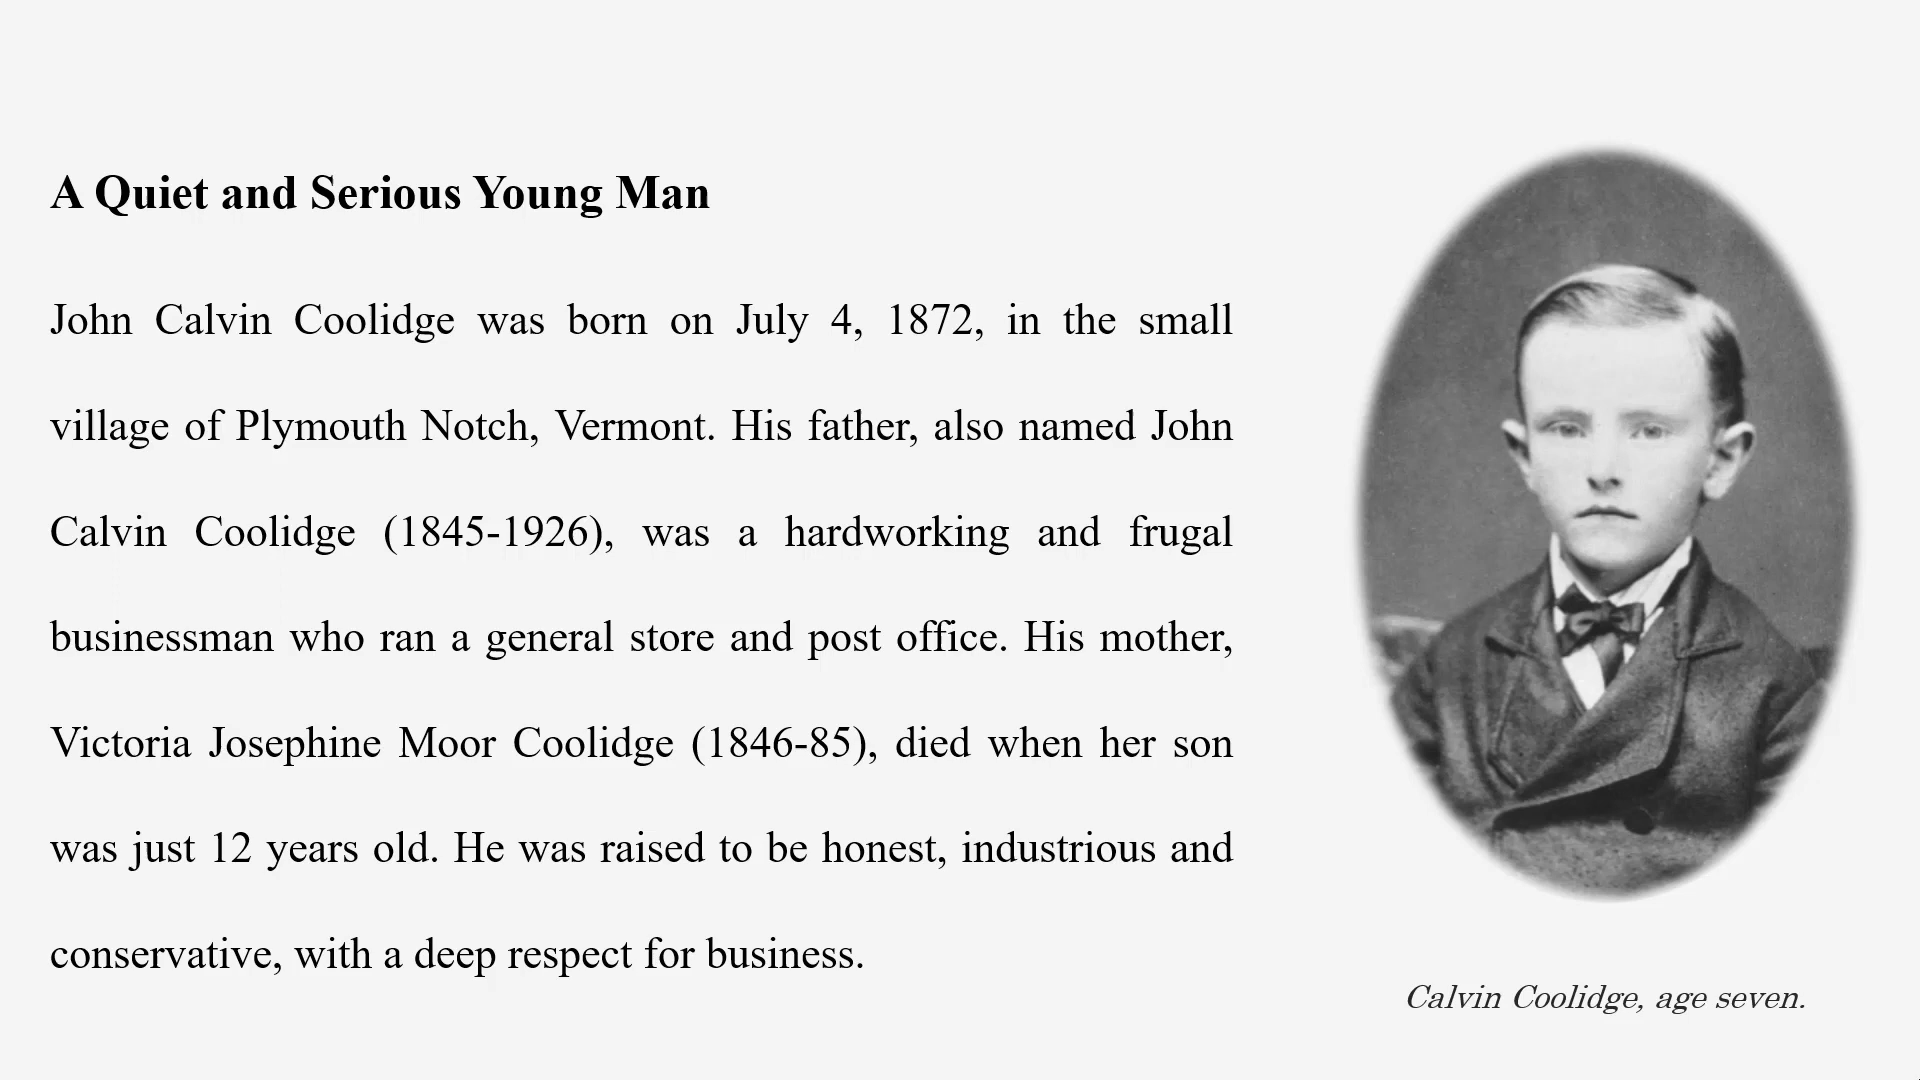 A Quiet and Serious Young Man
John Calvin Coolidge was born on July 4, 1872, in the small
village of Plymouth Notch, Vermont. His father, also named John
Calvin Coolidge (1845-1926), was a hardworking and frugal
businessman who ran a general store and post office. His mother,
Victoria Josephine Moor Coolidge (1846-85), died when her son
was just 12 years old. He was raised to be honest, industrious and
conservative, with a deep respect for business.
Calvin Coolidge, age seven.